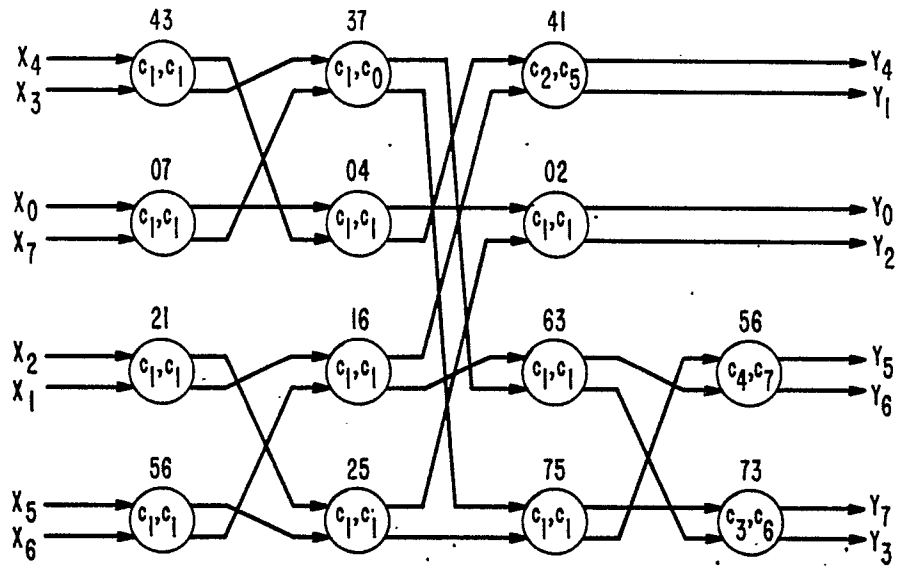 43 37 41
X4 c1,c1 c1,c0 c2,c5 Y4
X3 Y1
07 04 02
X0 c1,c1 c1,c1 c1,c1 Y0
X7 Y2
21 16 63 56
X2 c1,c1 c1,c1 c1,c1 c4,c7 Y5
X1 Y6
56 25 75 73
X5 c1,c1 c1,c1 c1,c1 c3,c6 Y7
X6 Y3